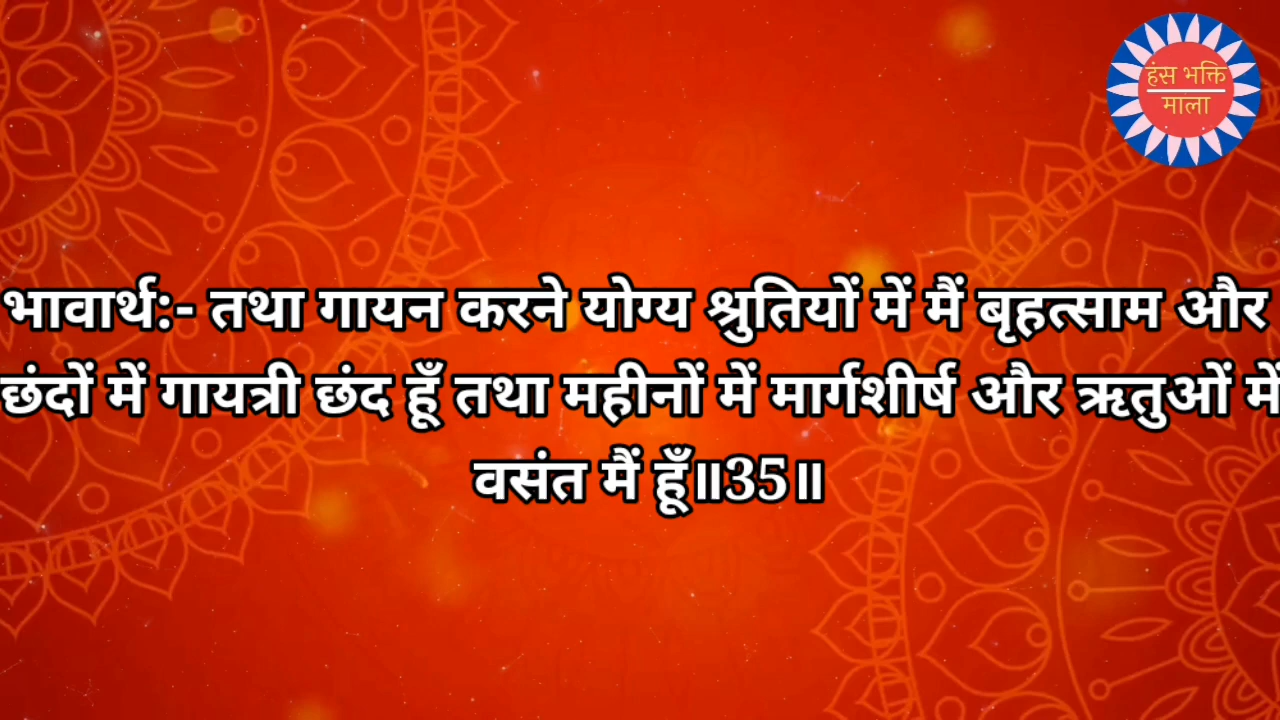 हंस भक्ति
माला
भावार्थ:- तथा गायन करने योग्य श्रुतियों में मैं बृहत्साम और
छंदों में गायत्री छंद हूँ तथा महीनों में मार्गशीर्ष और ऋतुओं में
वसंत मैं हूँ॥35॥